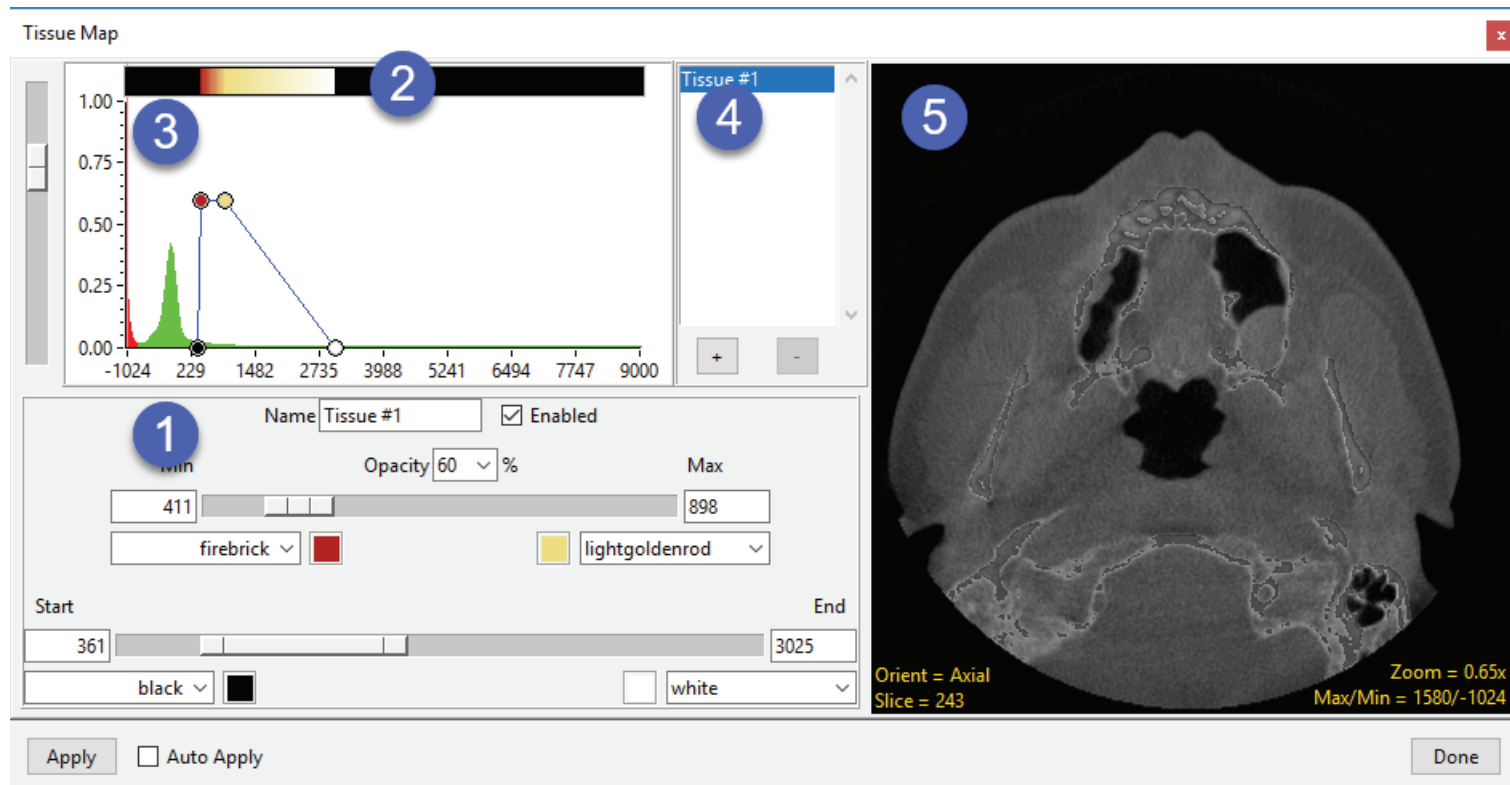 Tissue Map
x
2
1.00
3
0.75
0.50
0.25
0.00
-1024 229 1482 2735 3988 5241 6494 7747 9000
Tissue #1
4
+ -
5
1
Name Tissue #1 Enabled
Min Opacity 60 % Max
411 898
firebrick lightgoldenrod
Start End
361 3025
black white
Orient = Axial
Slice = 243
Zoom = 0.65x
Max/Min = 1580/-1024
Apply Auto Apply Done